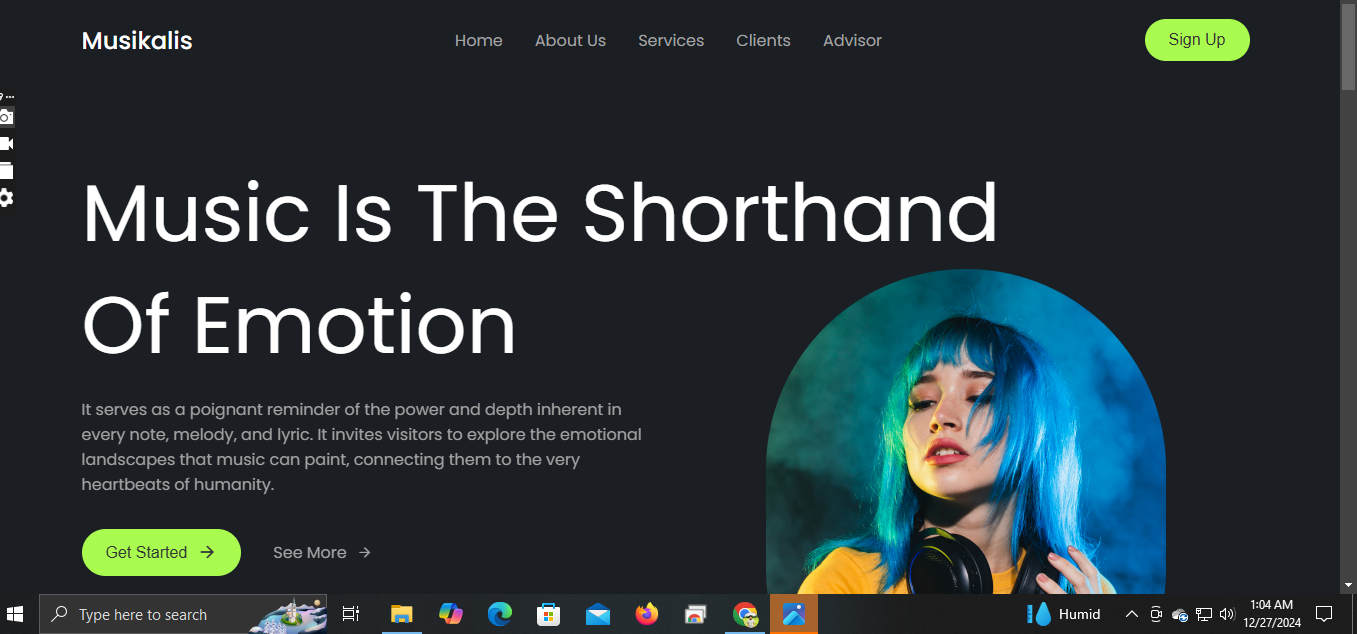 Musikalis
Home About Us Services Clients Advisor
Sign Up
Music Is The Shorthand
Of Emotion
It serves as a poignant reminder of the power and depth inherent in
every note, melody, and lyric. It invites visitors to explore the emotional
landscapes that music can paint, connecting them to the very
heartbeats of humanity.
Get Started
See More
Type here to search
Humid
1:04 AM
12/27/2024